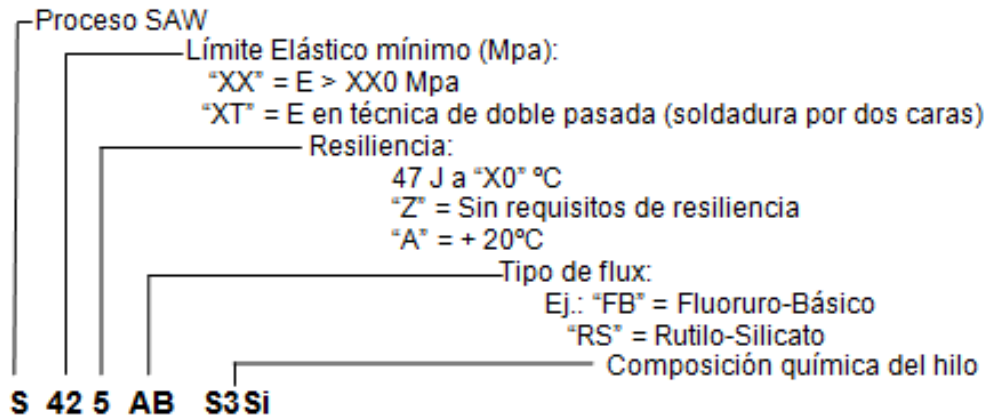 Proceso SAW
Límite Elástico mínimo (Mpa):
“XX” = E > XX0 Mpa
“XT” = E en técnica de doble pasada (soldadura por dos caras)
Resiliencia:
47 J a “X0” ºC
“Z” = Sin requisitos de resiliencia
“A” = + 20ºC
Tipo de flux:
Ej.: “FB” = Fluoruro-Básico
“RS” = Rutilo-Silicato
Composición química del hilo
S 42 5 AB S3Si